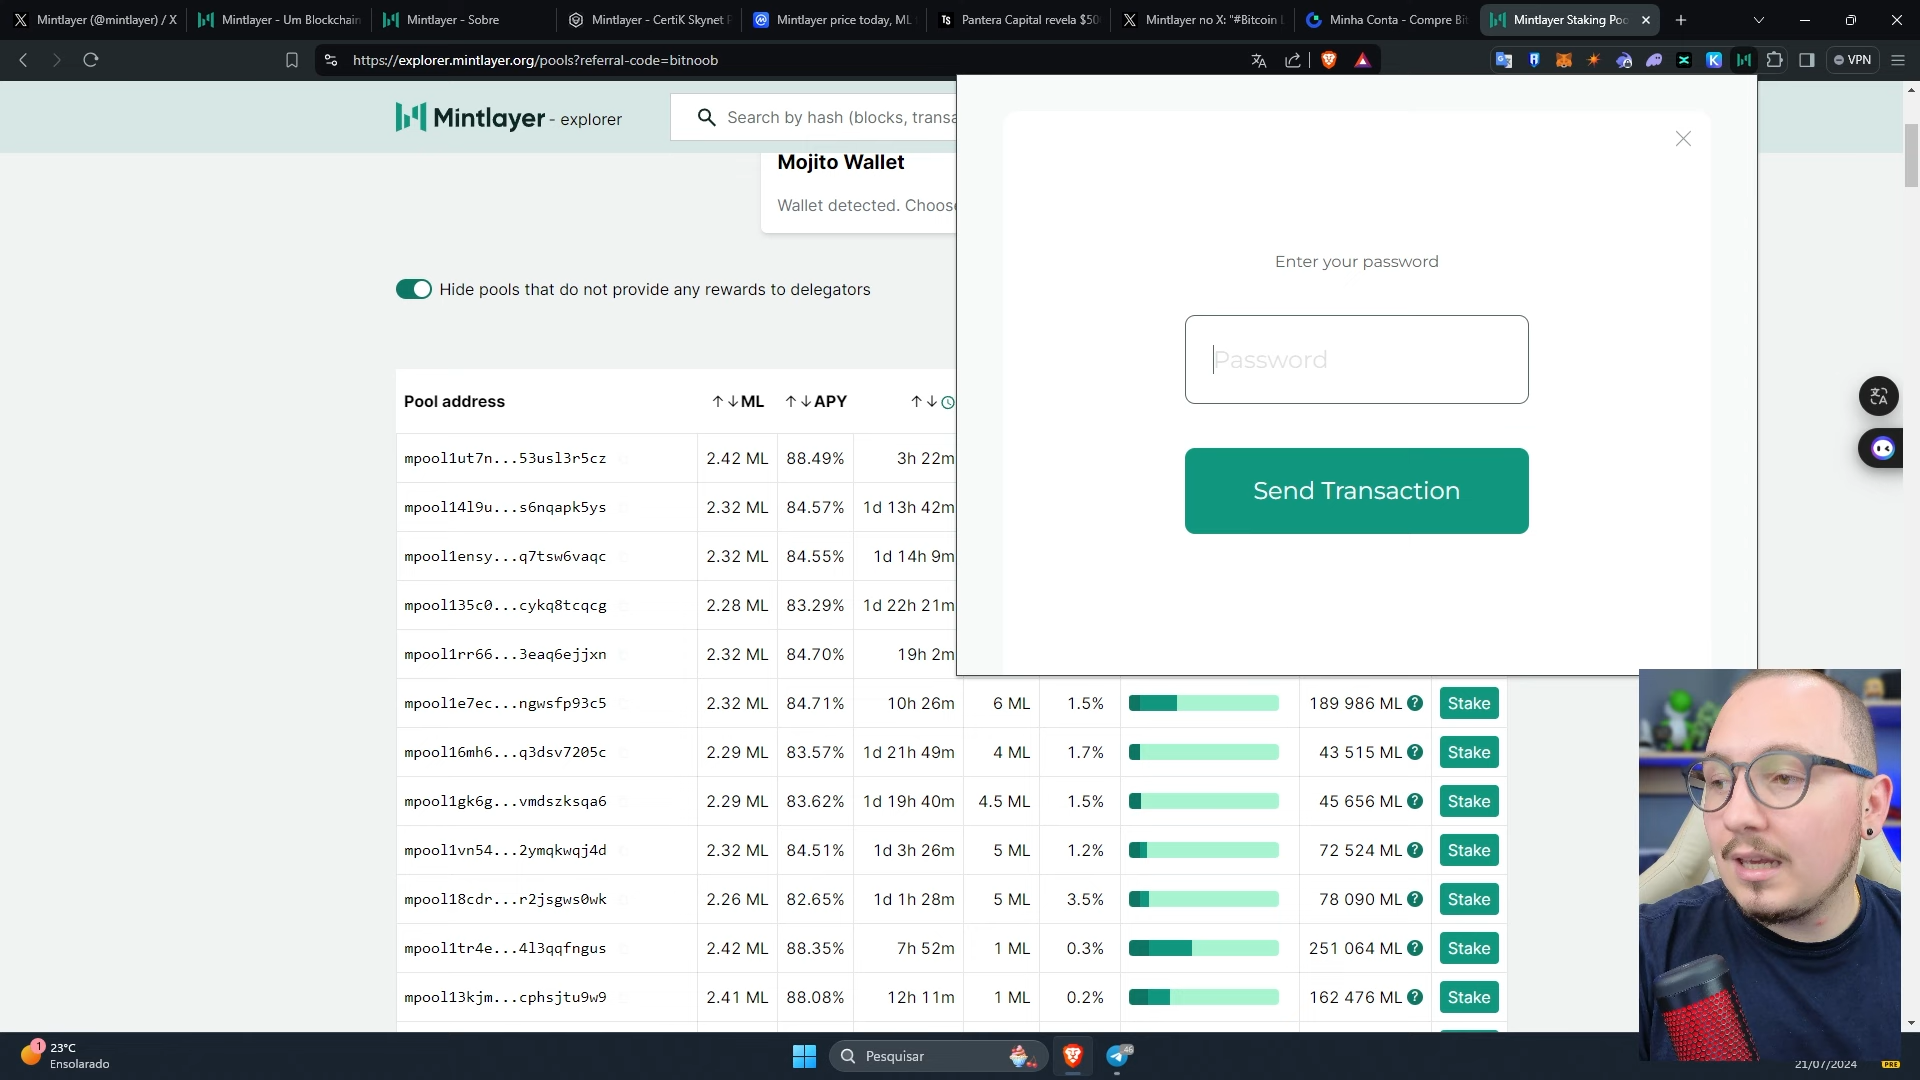 Mintlayer (@mintlayer) / X
Mintlayer - Um Blockchain
Mintlayer - Sobre
Mintlayer - CertiK Skynet P
Mintlayer price today, ML
Pantera Capital revela $50
Mintlayer no X: "#Bitcoin L
Minha Conta - Compre Bit
Mintlayer Staking Poo
https://explorer.mintlayer.org/pools?referral-code=bitnoob
VPN
Mintlayer - explorer
Search by hash (blocks, transa
Mojito Wallet
Wallet detected. Choose
Hide pools that do not provide any rewards to delegators
Enter your password
Password
Send Transaction
Pool address ↑↓ML ↑↓APY ↑↓
mpool1ut7n...53usl3r5cz 2.42 ML 88.49% 3h 22m
mpool14l9u...s6nqapk5ys 2.32 ML 84.57% 1d 13h 42m
mpool1ensy...q7tsw6vaqc 2.32 ML 84.55% 1d 14h 9m
mpool135c0...cykq8tcqcg 2.28 ML 83.29% 1d 22h 21m
mpool1rr66...3eaq6ejjxn 2.32 ML 84.70% 19h 2m
mpool1e7ec...ngwsfp93c5 2.32 ML 84.71% 10h 26m 6 ML 1.5% 189 986 ML ? Stake
mpool16mh6...q3dsv7205c 2.29 ML 83.57% 1d 21h 49m 4 ML 1.7% 43 515 ML ? Stake
mpool1gk6g...vmdszksqa6 2.29 ML 83.62% 1d 19h 40m 4.5 ML 1.5% 45 656 ML ? Stake
mpool1vn54...2ymqkwqj4d 2.32 ML 84.51% 1d 3h 26m 5 ML 1.2% 72 524 ML ? Stake
mpool18cdr...r2jsgws0wk 2.26 ML 82.65% 1d 1h 28m 5 ML 3.5% 78 090 ML ? Stake
mpool1tr4e...4l3qqfngus 2.42 ML 88.35% 7h 52m 1 ML 0.3% 251 064 ML ? Stake
mpool13kjm...cphsjtu9w9 2.41 ML 88.08% 12h 11m 1 ML 0.2% 162 476 ML ? Stake
1
23°C
Ensolarado
Pesquisar
46
21/07/2024
PRE